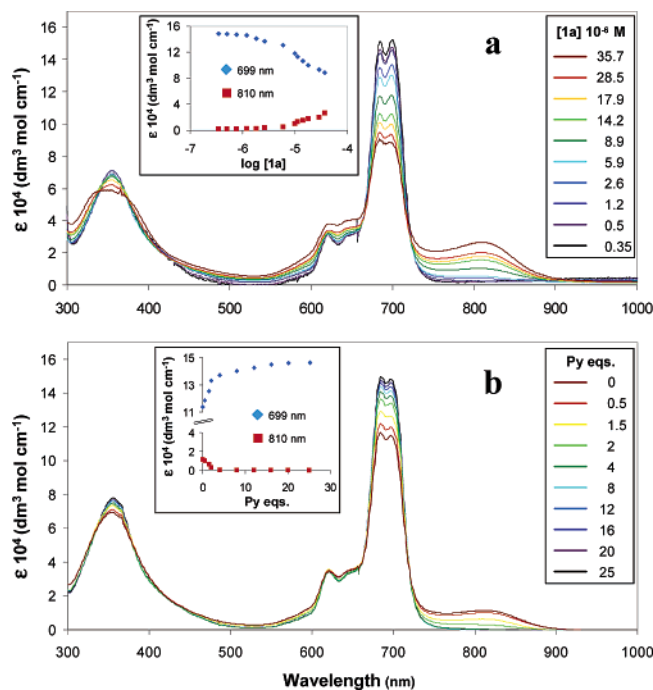 a
[1a] 10⁻⁶ M
35.7
28.5
17.9
14.2
8.9
5.9
2.6
1.2
0.5
0.35
ε 10⁴ (dm³ mol cm⁻¹)
16
14
12
10
8
6
4
2
0
300 400 500 600 700 800 900 1000
ε 10⁴ (dm³ mol cm⁻¹)
16
12
8
4
0
699 nm
810 nm
-7 -6 -5 -4
log [1a]
b
Py eqs.
0
0.5
1.5
2
4
8
12
16
20
25
ε 10⁴ (dm³ mol cm⁻¹)
16
14
12
10
8
6
4
2
0
300 400 500 600 700 800 900 1000
Wavelength (nm)
ε 10⁴ (dm³ mol cm⁻¹)
15
13
11
4
2
0
699 nm
810 nm
0 10 20 30
Py eqs.